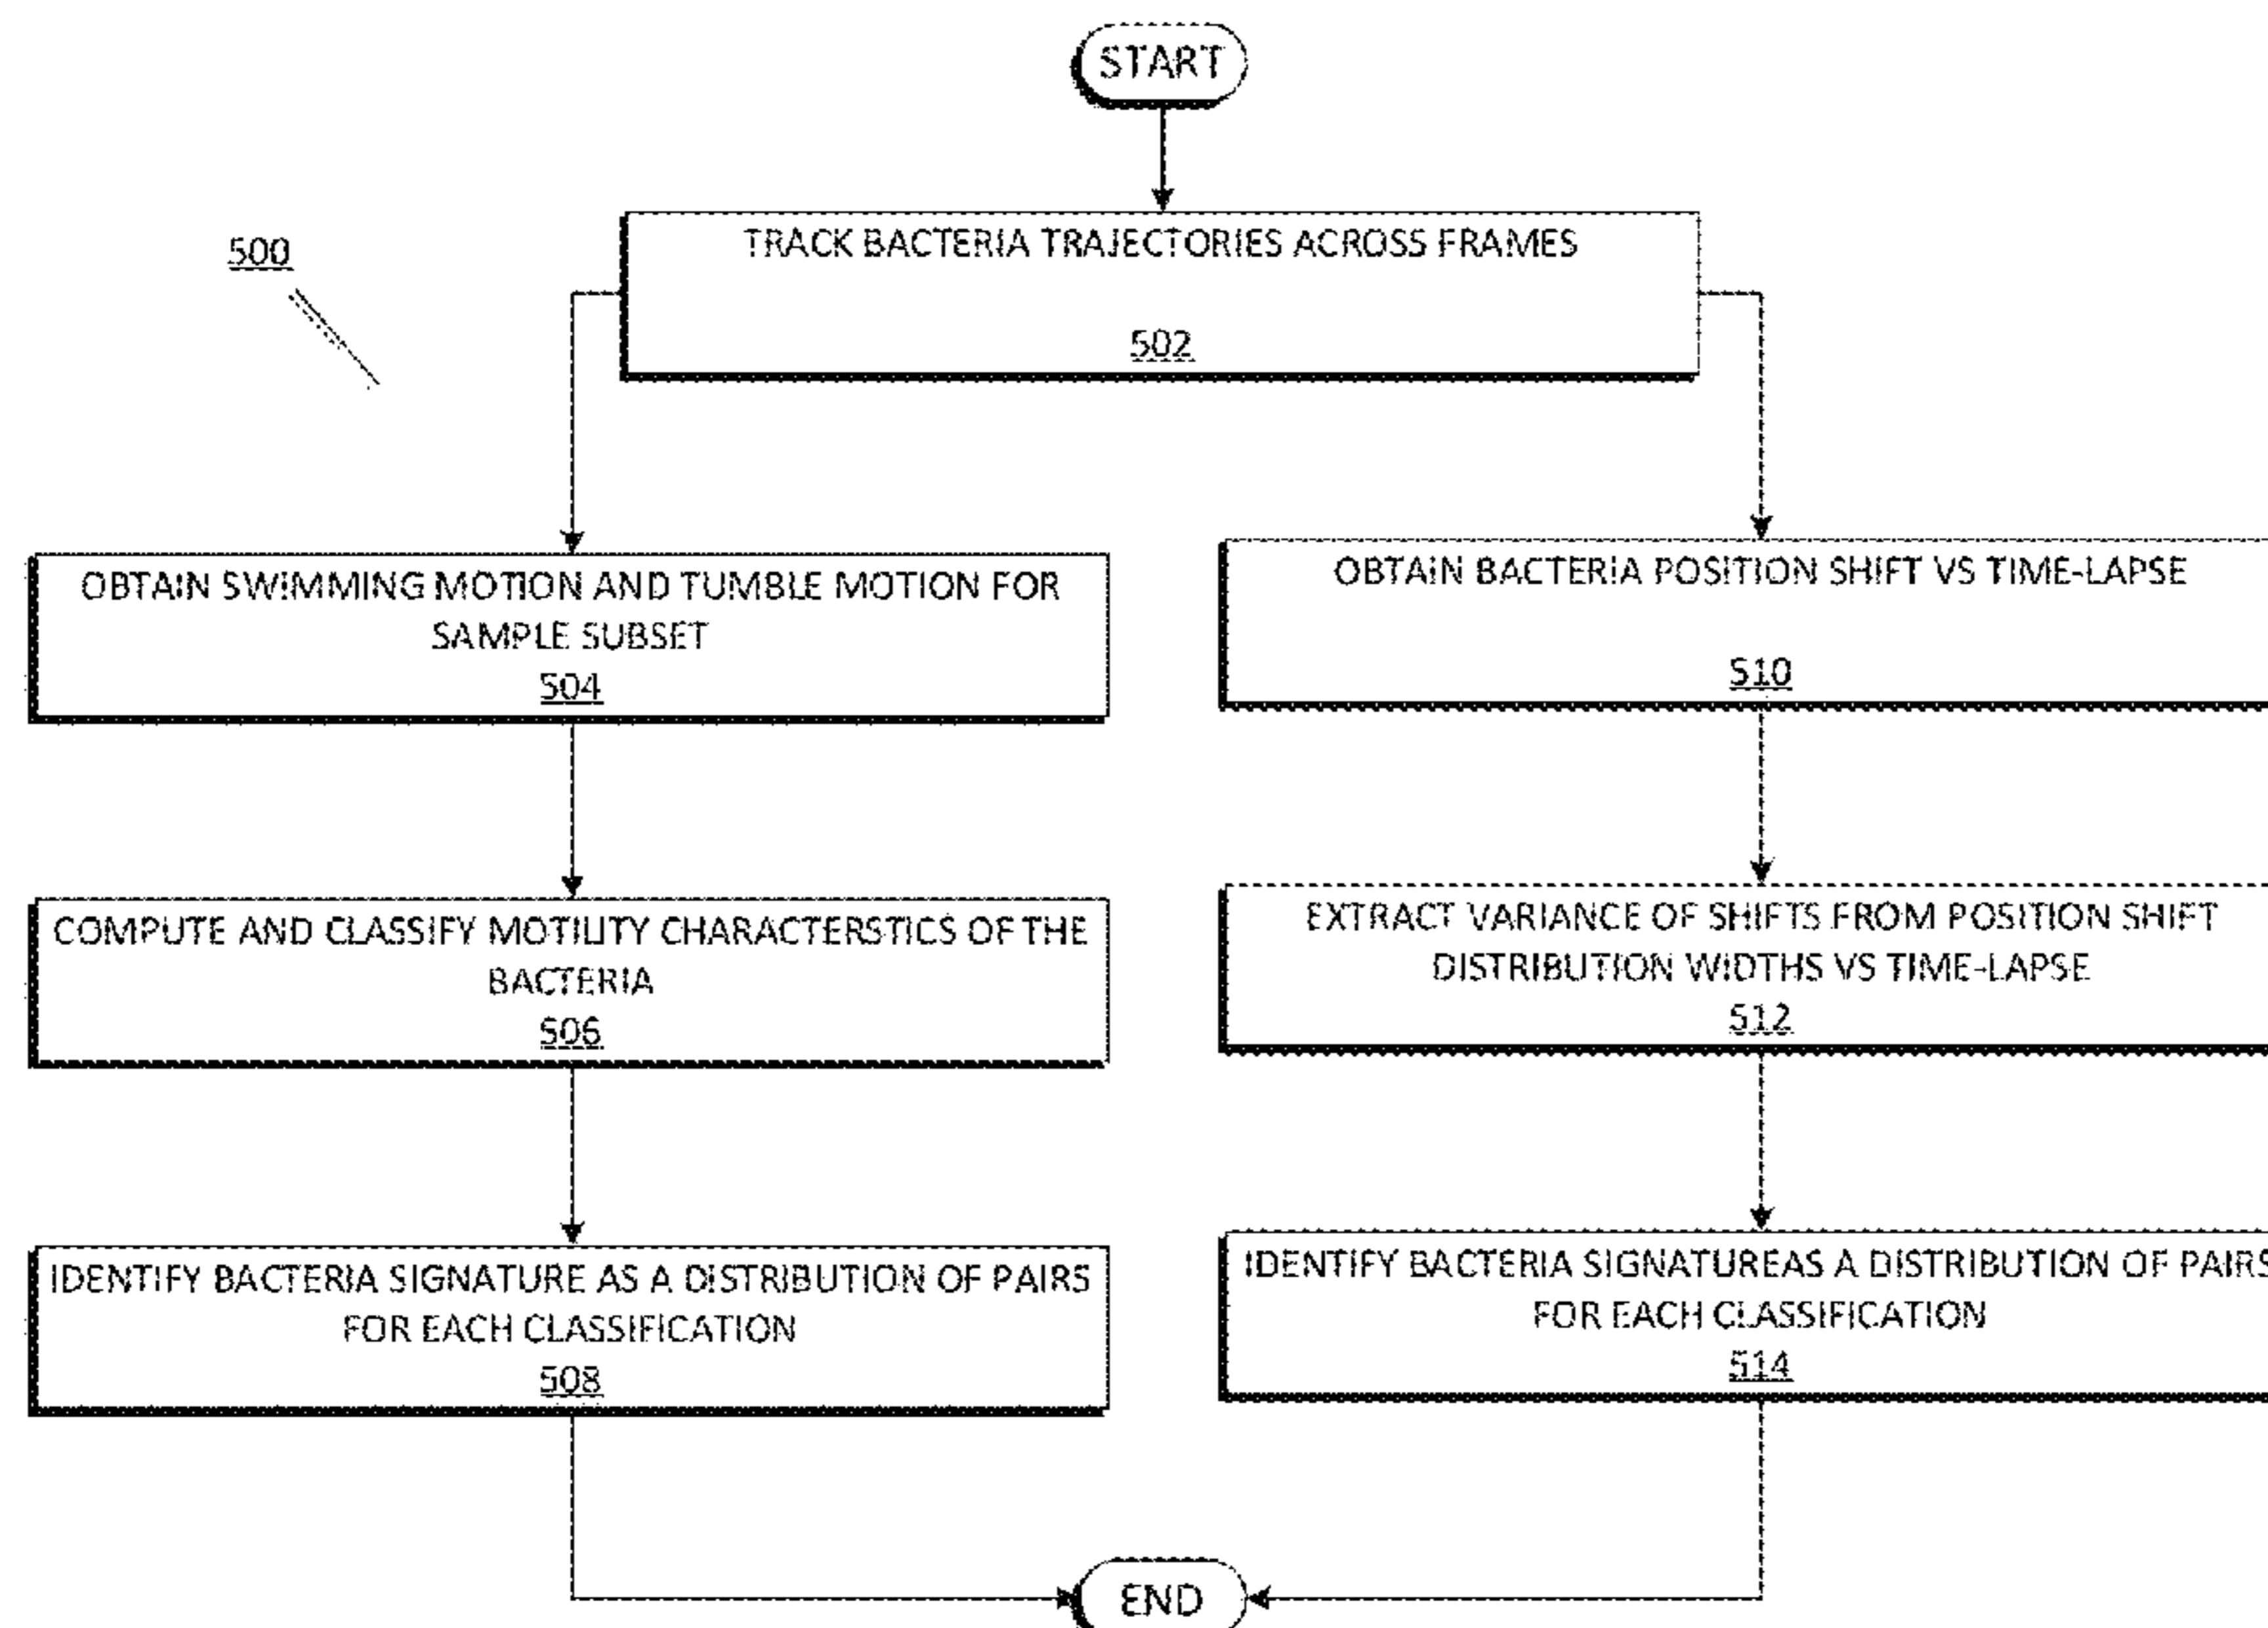 START
500
TRACK BACTERIA TRAJECTORIES ACROSS FRAMES
502
OBTAIN SWIMMING MOTION AND TUMBLE MOTION FOR
SAMPLE SUBSET
504
COMPUTE AND CLASSIFY MOTILITY CHARACTERSTICS OF THE
BACTERIA
506
IDENTIFY BACTERIA SIGNATURE AS A DISTRIBUTION OF PAIRS
FOR EACH CLASSIFICATION
508
OBTAIN BACTERIA POSITION SHIFT VS TIME-LAPSE
510
EXTRACT VARIANCE OF SHIFTS FROM POSITION SHIFT
DISTRIBUTION WIDTHS VS TIME-LAPSE
512
IDENTIFY BACTERIA SIGNATUREAS A DISTRIBUTION OF PAIRS
FOR EACH CLASSIFICATION
514
END